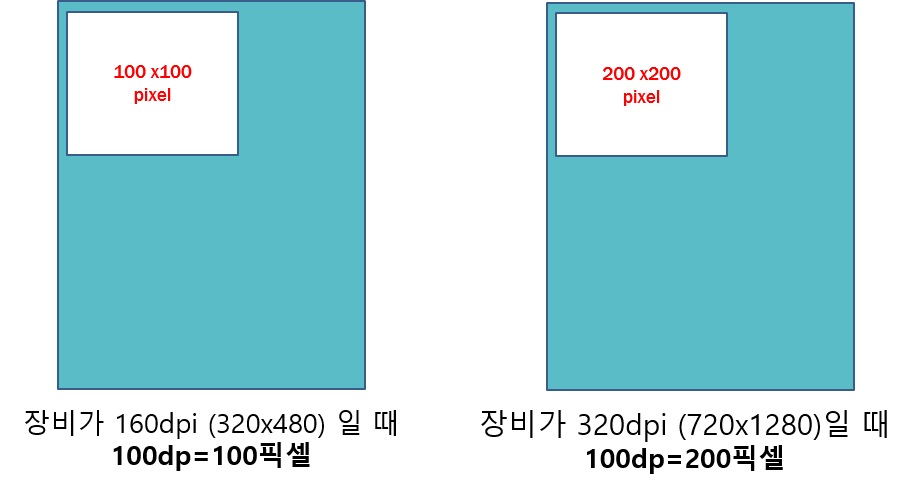 100 x100
pixel
200 x200
pixel
장비가 160dpi (320x480) 일 때
100dp=100픽셀
장비가 320dpi (720x1280)일 때
100dp=200픽셀